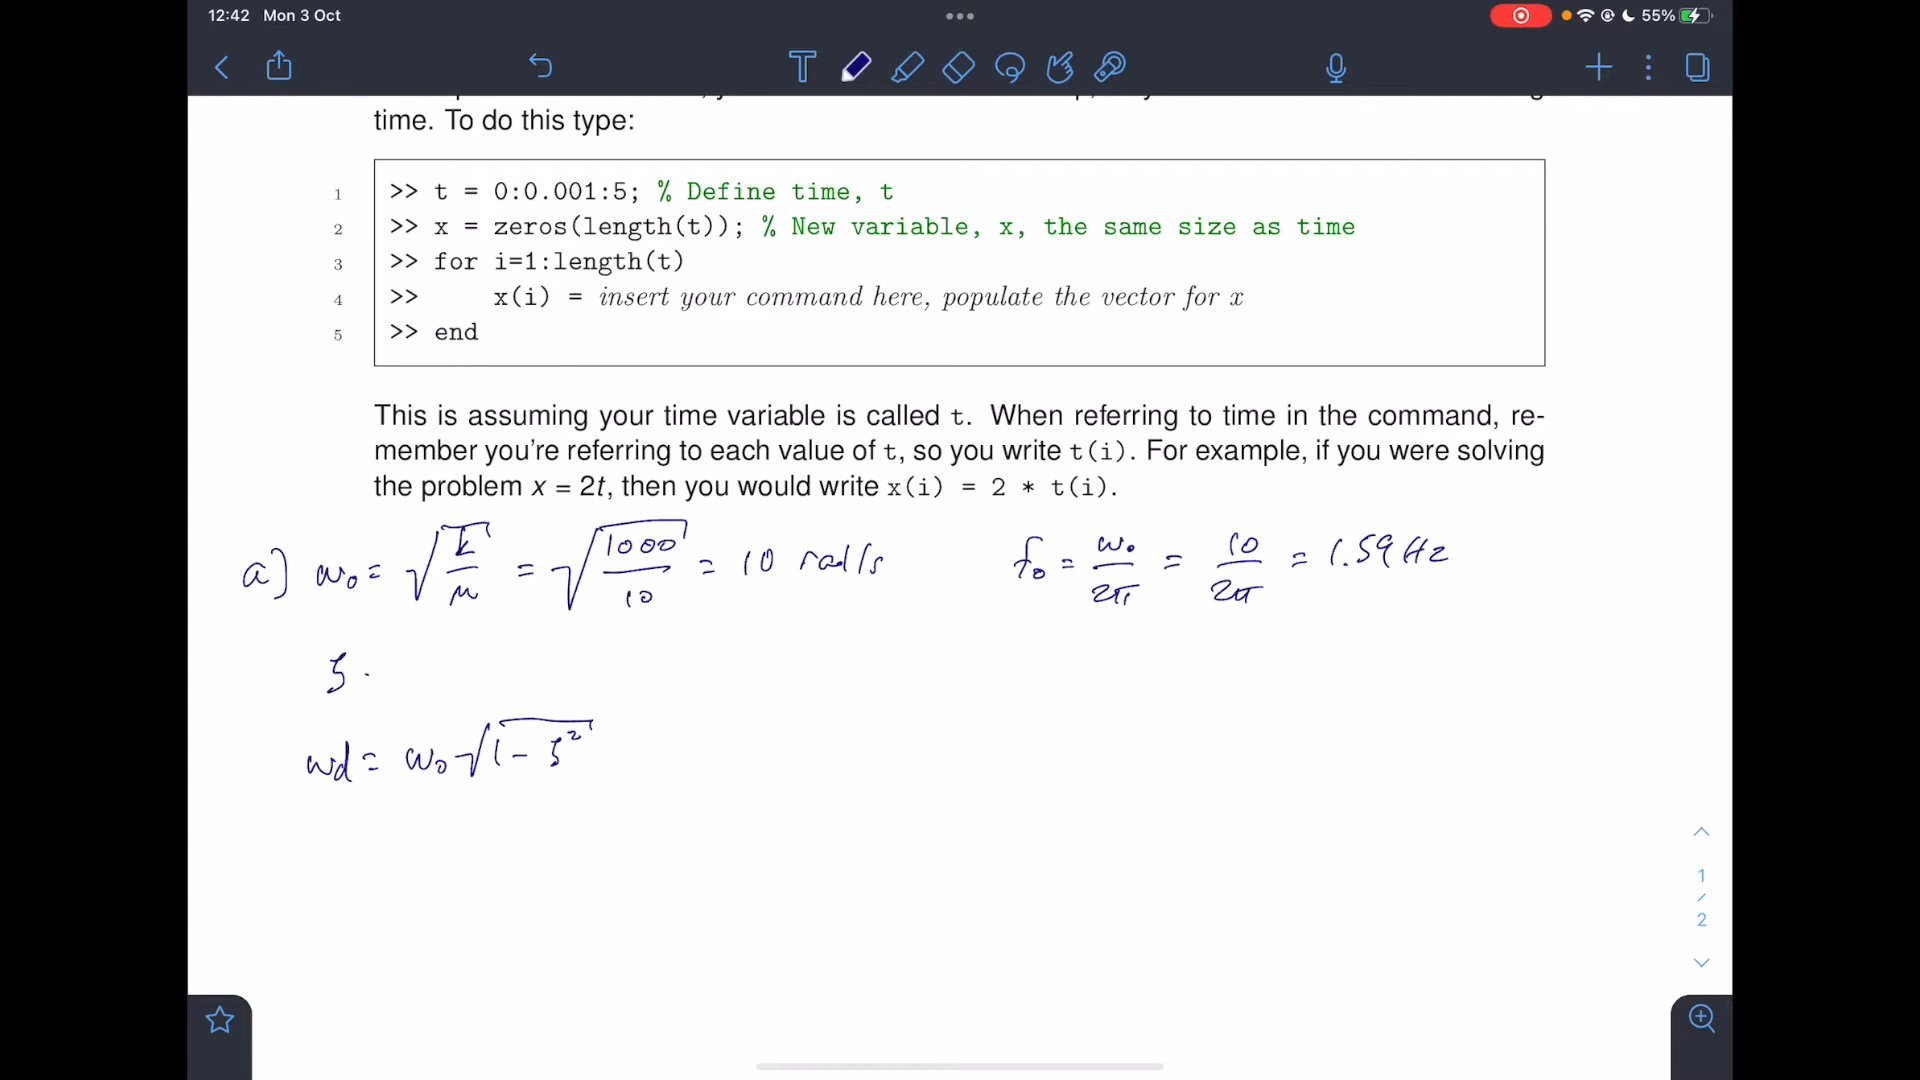 12:42 Mon 3 Oct
55%
time. To do this type:
1 >> t = 0:0.001:5; % Define time, t
2 >> x = zeros(length(t)); % New variable, x, the same size as time
3 >> for i=1:length(t)
4 >> x(i) = insert your command here, populate the vector for x
5 >> end
This is assuming your time variable is called t. When referring to time in the command, re-
member you're referring to each value of t, so you write t(i). For example, if you were solving
the problem x = 2t, then you would write x(i) = 2 * t(i).
a) ω₀ = √(k/m) = √(1000/10) = 10 rad/s f₀ = ω₀/2π = 10/2π = 1.59 Hz
ζ
ωd = ω₀ √(1 - ζ²)
1
/
2